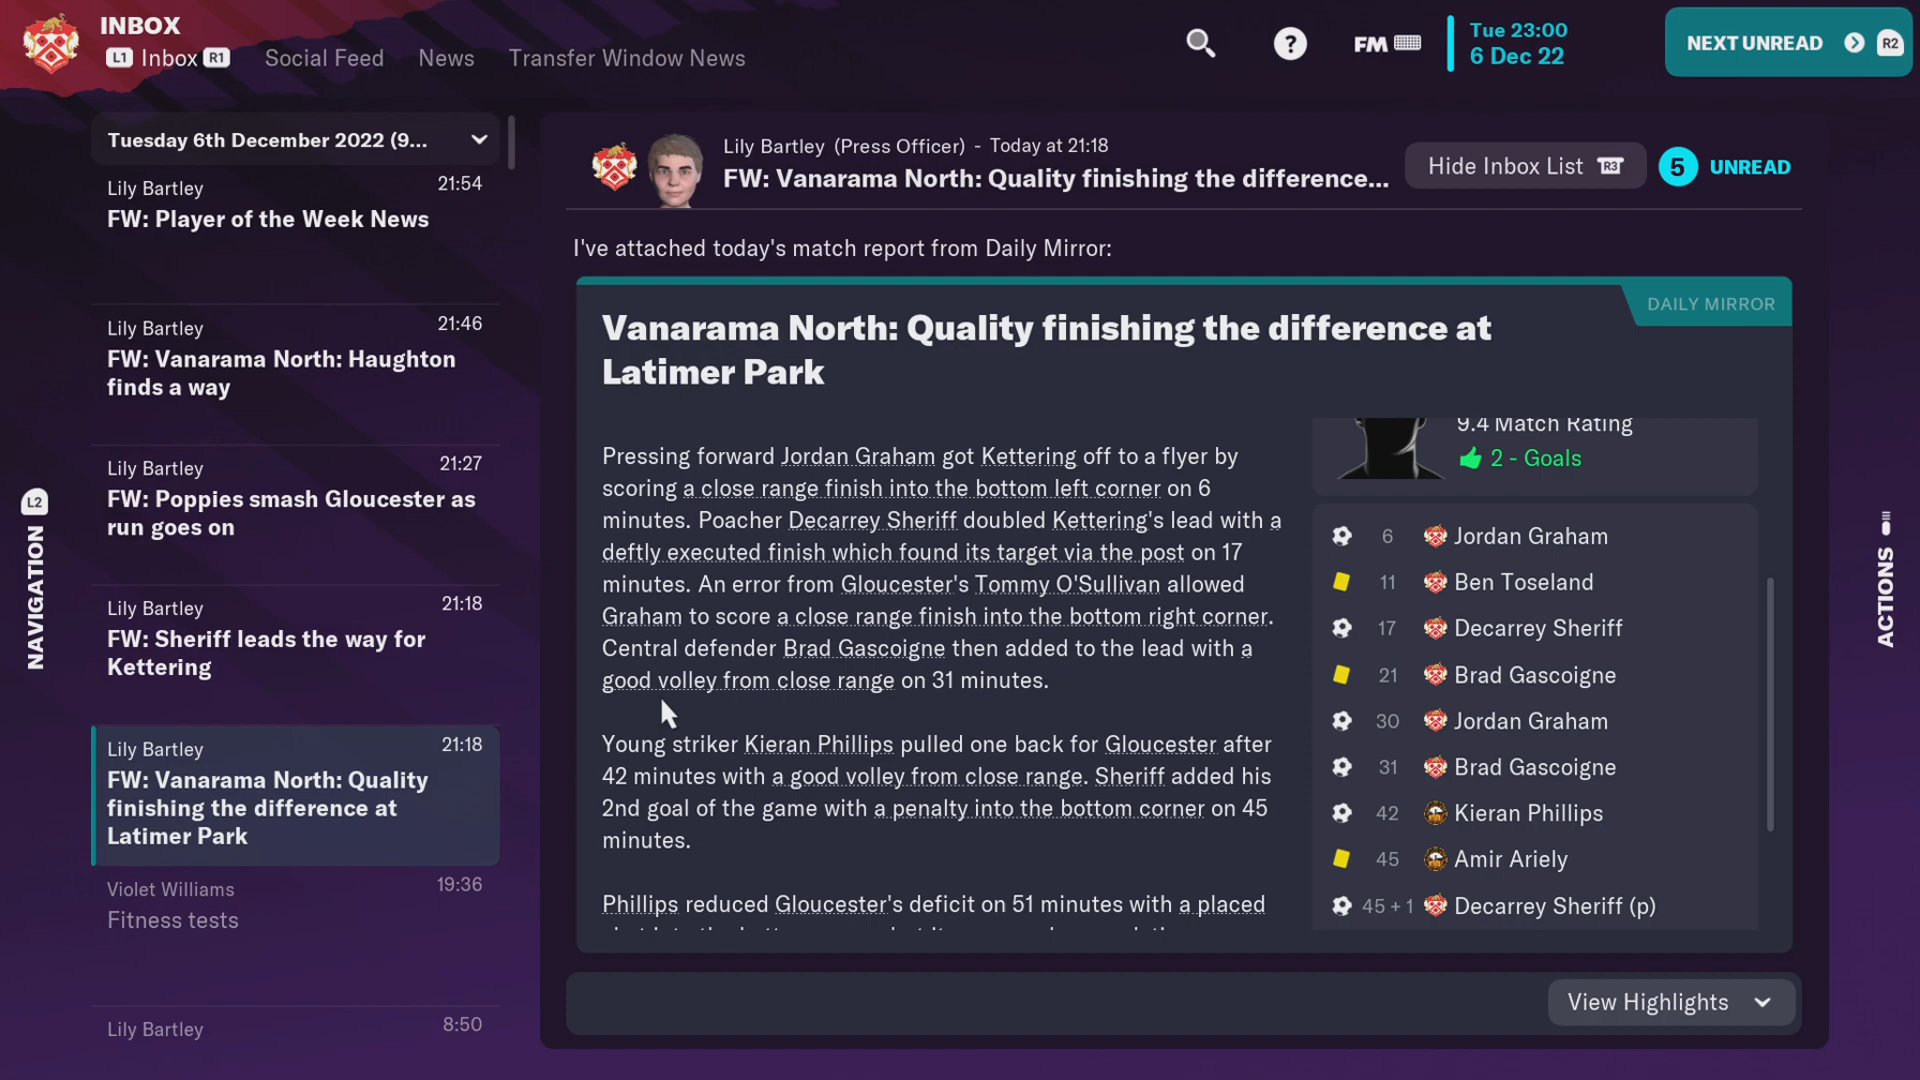 INBOX
L1 Inbox R1 Social Feed News Transfer Window News
?
FM
Tue 23:00
6 Dec 22
NEXT UNREAD R2
Tuesday 6th December 2022 (9...
Lily Bartley 21:54
FW: Player of the Week News
Lily Bartley 21:46
FW: Vanarama North: Haughton
finds a way
Lily Bartley 21:27
FW: Poppies smash Gloucester as
run goes on
Lily Bartley 21:18
FW: Sheriff leads the way for
Kettering
Lily Bartley 21:18
FW: Vanarama North: Quality
finishing the difference at
Latimer Park
Violet Williams 19:36
Fitness tests
Lily Bartley 8:50
L2
NAVIGATIN
Lily Bartley (Press Officer) - Today at 21:18
FW: Vanarama North: Quality finishing the difference...
Hide Inbox List R3
5 UNREAD
I've attached today's match report from Daily Mirror:
DAILY MIRROR
Vanarama North: Quality finishing the difference at
Latimer Park
Pressing forward Jordan Graham got Kettering off to a flyer by
scoring a close range finish into the bottom left corner on 6
minutes. Poacher Decarrey Sheriff doubled Kettering's lead with a
deftly executed finish which found its target via the post on 17
minutes. An error from Gloucester's Tommy O'Sullivan allowed
Graham to score a close range finish into the bottom right corner.
Central defender Brad Gascoigne then added to the lead with a
good volley from close range on 31 minutes.
Young striker Kieran Phillips pulled one back for Gloucester after
42 minutes with a good volley from close range. Sheriff added his
2nd goal of the game with a penalty into the bottom corner on 45
minutes.
Phillips reduced Gloucester's deficit on 51 minutes with a placed
9.4 Match Rating
2 - Goals
6 Jordan Graham
11 Ben Toseland
17 Decarrey Sheriff
21 Brad Gascoigne
30 Jordan Graham
31 Brad Gascoigne
42 Kieran Phillips
45 Amir Ariely
45 + 1 Decarrey Sheriff (p)
View Highlights
ACTIONS